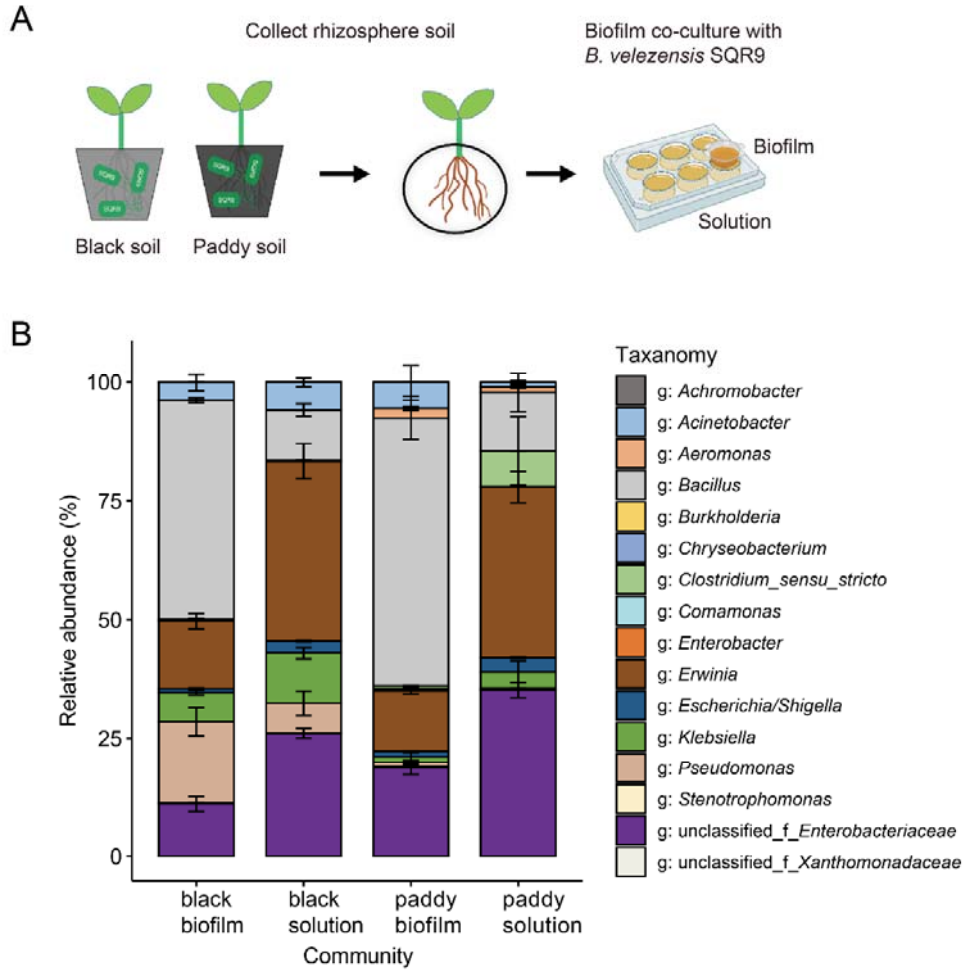 A
Collect rhizosphere soil
Biofilm co-culture with
B. velezensis SQR9
SQR9
SQR9
SQR9
SQR9
SQR9
SQR9
Biofilm
Solution
Black soil
Paddy soil
B
Relative abundance (%)
100
75
50
25
0
black
biofilm
black
solution
paddy
biofilm
paddy
solution
Community
Taxanomy
g: Achromobacter
g: Acinetobacter
g: Aeromonas
g: Bacillus
g: Burkholderia
g: Chryseobacterium
g: Clostridium_sensu_stricto
g: Comamonas
g: Enterobacter
g: Erwinia
g: Escherichia/Shigella
g: Klebsiella
g: Pseudomonas
g: Stenotrophomonas
g: unclassified_f_Enterobacteriaceae
g: unclassified_f_Xanthomonadaceae